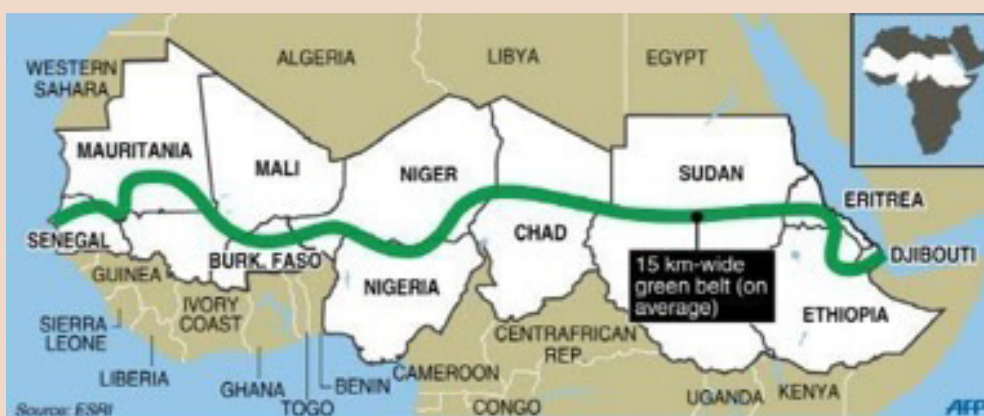 ALGERIA
LIBYA
EGYPT
WESTERN
SAHARA
MAURITANIA
MALI
NIGER
SUDAN
ERITREA
CHAD
SENEGAL
BURK. FASO
DJIBOUTI
GUINEA
NIGERIA
15 km-wide
green belt (on
average)
IVORY
COAST
ETHIOPIA
SIERRA
LEONE
CENTRAFRICAN
REP.
LIBERIA
CAMEROON
GHANA
BENIN
UGANDA
KENYA
TOGO
CONGO
Source: ESRI
AFP